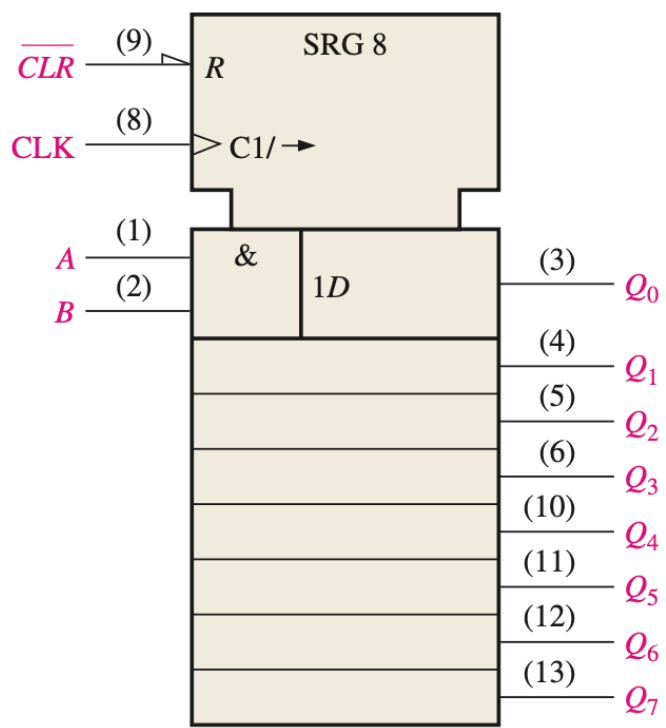 (9)
SRG 8
C̅L̅R̅
R
(8)
CLK
C1/→
(1)
A
&
(3)
(2)
1D
Q₀
B
(4)
Q₁
(5)
Q₂
(6)
Q₃
(10)
Q₄
(11)
Q₅
(12)
Q₆
(13)
Q₇